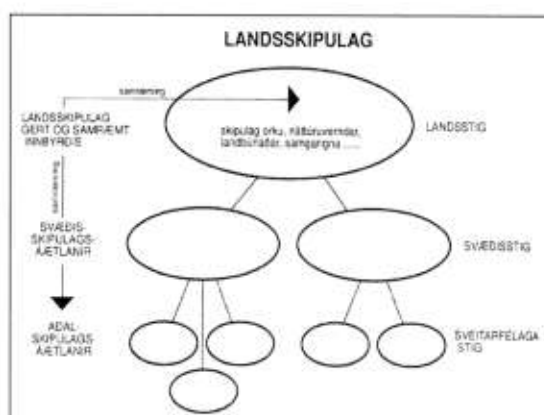 LANDSSKIPULAG
samræming
LANDSSKIPULAG
GERT OG SAMRÆMT
INNBYRÐIS
skipulag orku, náttúruverndar,
landbúnaðar, samgangna .....
LANDSSTIG
SVÆÐIS-
SKIPULAGS-
ÁÆTLANIR
SVÆÐISSTIG
AÐAL-
SKIPULAGS
ÁÆTLANIR
SVEITARFÉLAGA
STIG